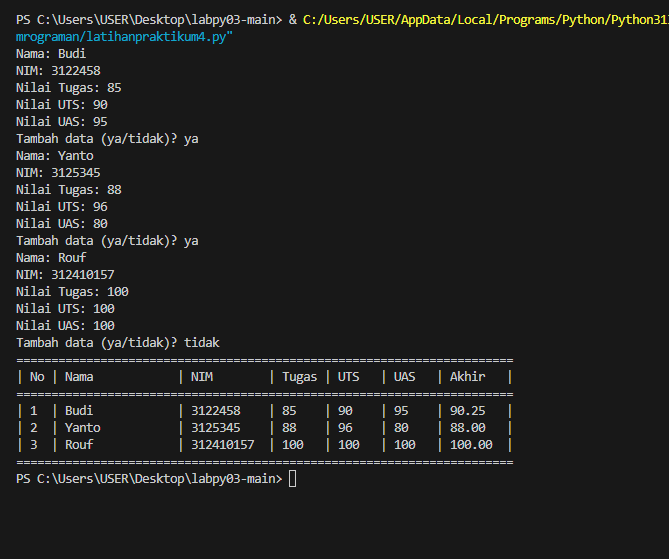 PS C:\Users\USER\Desktop\labpy03-main> & C:/Users/USER/AppData/Local/Programs/Python/Python31
mrograman/latihanpraktikum4.py"
Nama: Budi
NIM: 3122458
Nilai Tugas: 85
Nilai UTS: 90
Nilai UAS: 95
Tambah data (ya/tidak)? ya
Nama: Yanto
NIM: 3125345
Nilai Tugas: 88
Nilai UTS: 96
Nilai UAS: 80
Tambah data (ya/tidak)? ya
Nama: Rouf
NIM: 312410157
Nilai Tugas: 100
Nilai UTS: 100
Nilai UAS: 100
Tambah data (ya/tidak)? tidak
=======================================================================
| No | Nama            | NIM       | Tugas | UTS   | UAS   | Akhir   |
=======================================================================
| 1  | Budi            | 3122458   | 85    | 90    | 95    | 90.25   |
| 2  | Yanto           | 3125345   | 88    | 96    | 80    | 88.00   |
| 3  | Rouf            | 312410157 | 100   | 100   | 100   | 100.00  |
=======================================================================
PS C:\Users\USER\Desktop\labpy03-main>